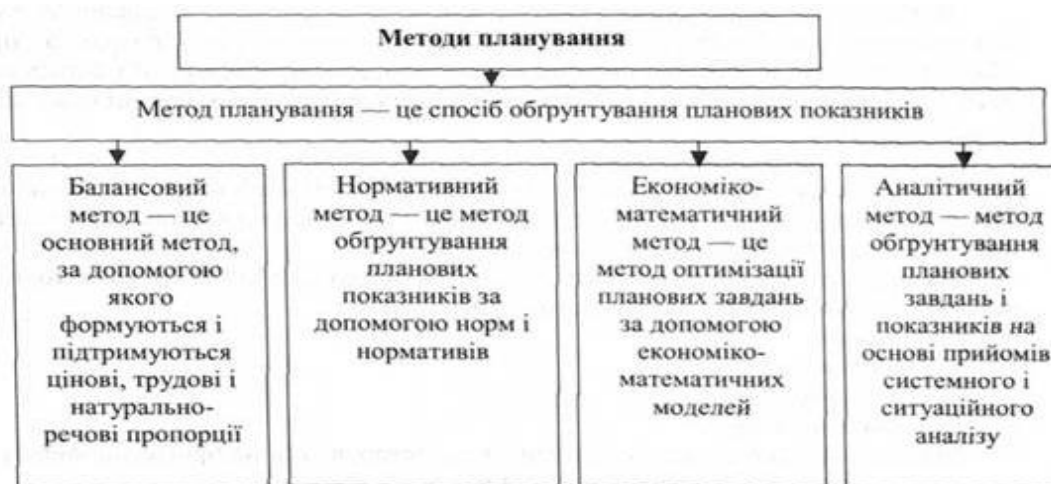 Методи планування
Метод планування — це спосіб обґрунтування планових показників
Балансовий
метод — це
основний метод,
за допомогою
якого
формуються і
підтримуються
цінові, трудові і
натурально-
речові пропорції
Нормативний
метод — це метод
обґрунтування
планових
показників за
допомогою норм і
нормативів
Економіко-
математичний
метод — це
метод оптимізації
планових завдань
за допомогою
економіко-
математичних
моделей
Аналітичний
метод — метод
обґрунтування
планових
завдань і
показників на
основі прийомів
системного і
ситуаційного
аналізу